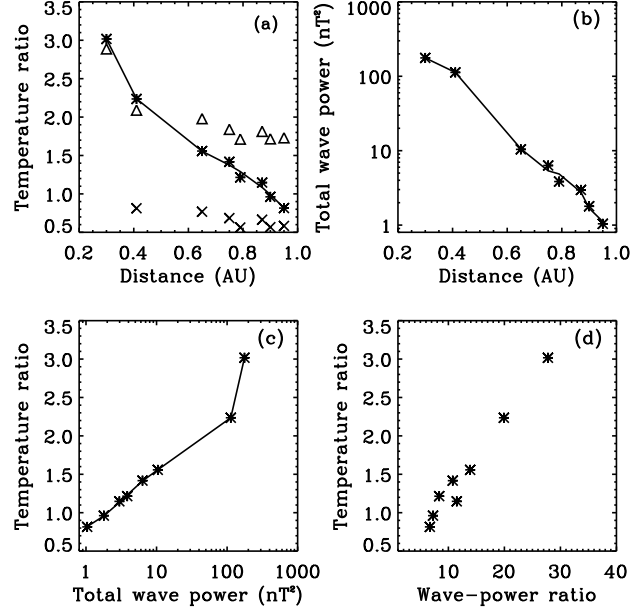 3.5
3.0
2.5
2.0
1.5
1.0
0.5
Temperature ratio
(a)
0.2 0.4 0.6 0.8 1.0
Distance (AU)
1000
100
10
1
Total wave power (nT²)
(b)
0.2 0.4 0.6 0.8 1.0
Distance (AU)
3.5
3.0
2.5
2.0
1.5
1.0
0.5
Temperature ratio
(c)
1 10 100 1000
Total wave power (nT²)
3.5
3.0
2.5
2.0
1.5
1.0
0.5
Temperature ratio
(d)
10 20 30 40
Wave-power ratio